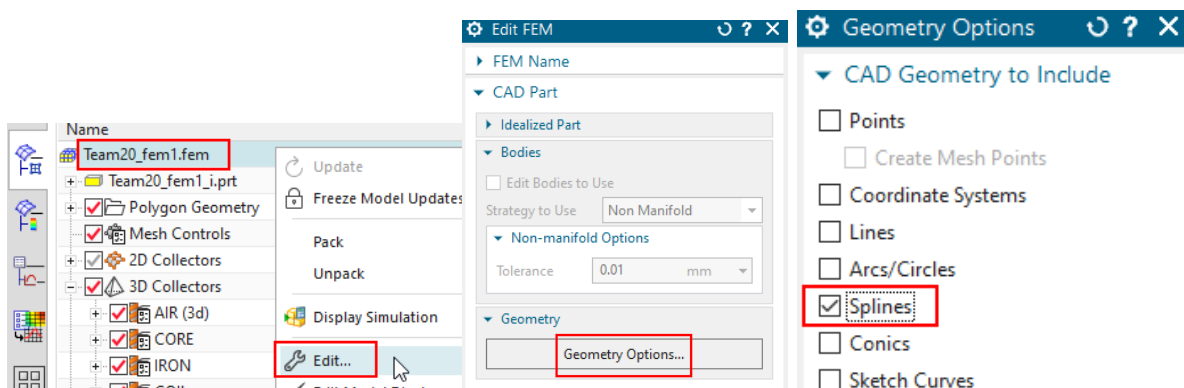 Name
Team20_fem1.fem
Team20_fem1_i.prt
Polygon Geometry
Mesh Controls
2D Collectors
3D Collectors
AIR (3d)
CORE
IRON
Update
Freeze Model Updates
Pack
Unpack
Display Simulation
Edit...
Edit FEM
FEM Name
CAD Part
Idealized Part
Bodies
Edit Bodies to Use
Strategy to Use Non Manifold
Non-manifold Options
Tolerance 0.01 mm
Geometry
Geometry Options...
Geometry Options
CAD Geometry to Include
Points
Create Mesh Points
Coordinate Systems
Lines
Arcs/Circles
Splines
Conics
Sketch Curves